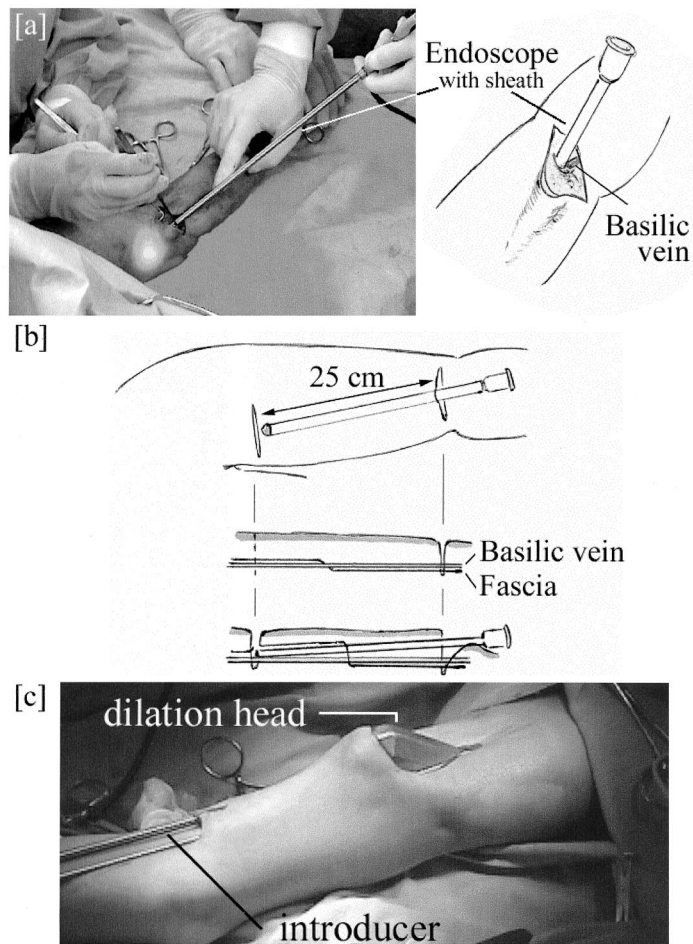 [a]
Endoscope
with sheath
Basilic
vein
[b]
25 cm
Basilic vein
Fascia
[c]
dilation head
introducer